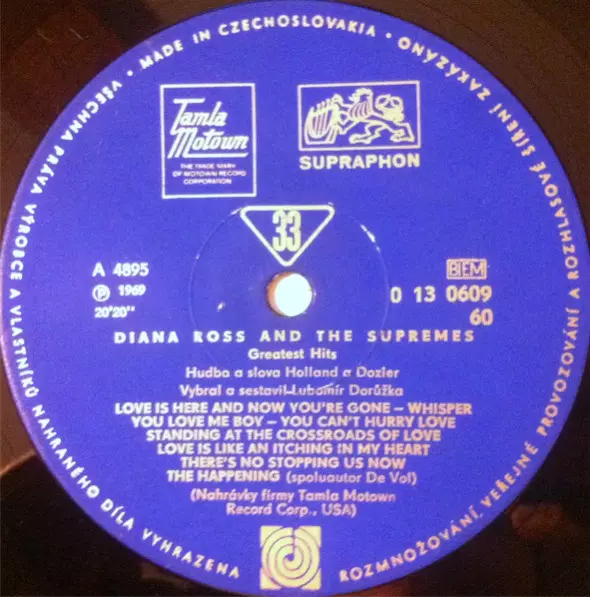 VŠECHNA PRÁVA VÝROBCE A VLASTNÍKŮ NAHRANÉHO DÍLA VYHRAZENA
• MADE IN CZECHOSLOVAKIA •
ROZMNOŽOVÁNÍ, VEŘEJNÉ PROVOZOVÁNÍ A ROZHLASOVÉ ŠÍŘENÍ ZAKÁZÁNO
Tamla
Motown
THE TRADE MARK
OF MOTOWN RECORD
CORPORATION
SUPRAPHON
33
A 4895
Ⓟ 1969
20'20''
BIEM
0 13 0609
60
DIANA ROSS AND THE SUPREMES
Greatest Hits
Hudba a slova Holland a Dozier
Vybral a sestavil Lubomír Dorůžka
LOVE IS HERE AND NOW YOU'RE GONE – WHISPER
YOU LOVE ME BOY – YOU CAN'T HURRY LOVE
STANDING AT THE CROSSROADS OF LOVE
LOVE IS LIKE AN ITCHING IN MY HEART
THERE'S NO STOPPING US NOW
THE HAPPENING (spoluautor De Vol)
(Nahrávky firmy Tamla Motown
Record Corp., USA)